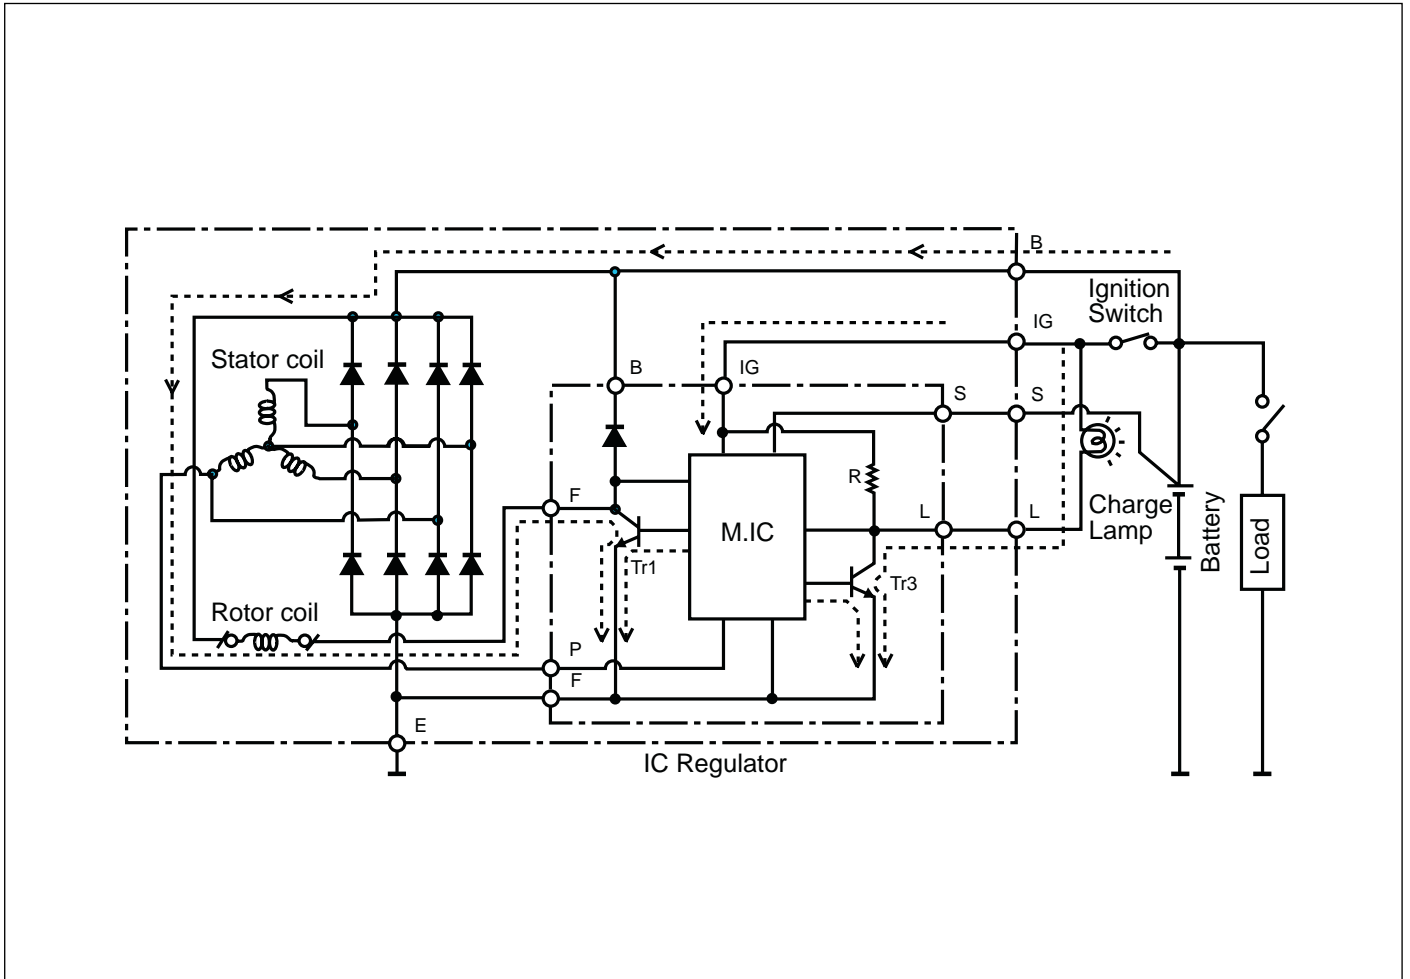 B
Ignition
Switch
IG
Stator coil
B
IG
S
S
R
F
L
L
Charge
Lamp
Battery
Load
M.IC
Tr1
Tr3
Rotor coil
P
F
E
IC Regulator